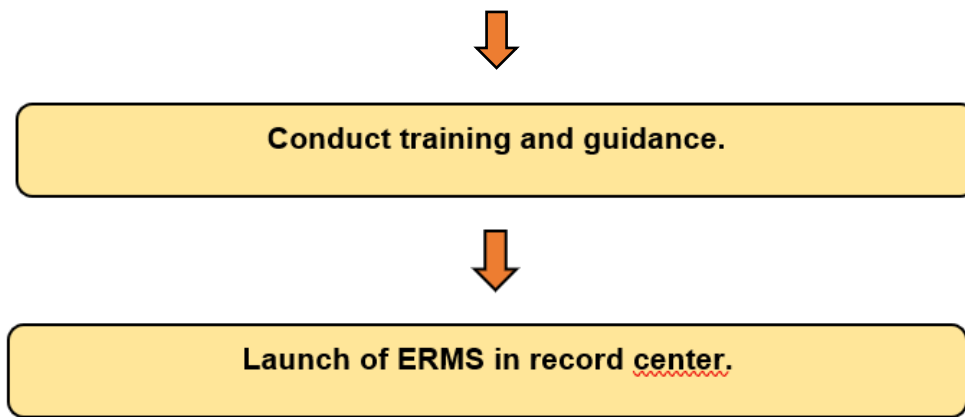 Conduct training and guidance.
Launch of ERMS in record center.